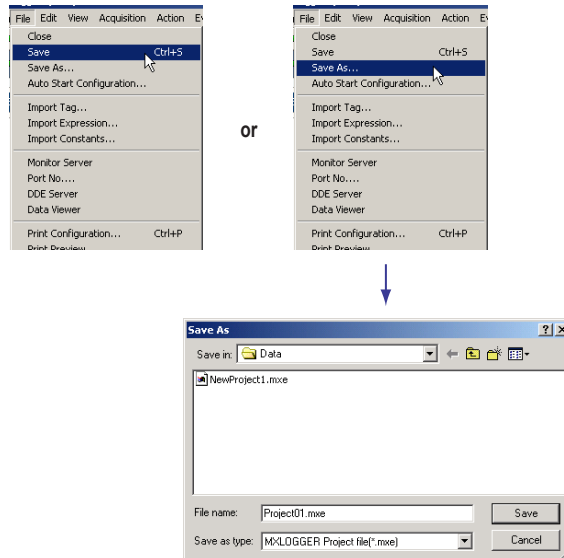 File Edit View Acquisition Action
Close
Save Ctrl+S
Save As...
Auto Start Configuration...
Import Tag...
Import Expression...
Import Constants...
Monitor Server
Port No....
DDE Server
Data Viewer
Print Configuration... Ctrl+P
Print Preview
or
File Edit View Acquisition Action
Close
Save Ctrl+S
Save As...
Auto Start Configuration...
Import Tag...
Import Expression...
Import Constants...
Monitor Server
Port No....
DDE Server
Data Viewer
Print Configuration... Ctrl+P
Print Preview
Save As
Save in: Data
NewProject1.mxe
File name: Project01.mxe Save
Save as type: MXLOGGER Project file(*.mxe) Cancel